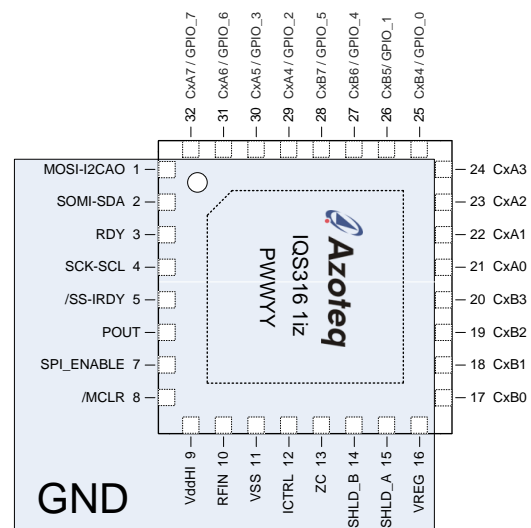 32 CxA7 / GPIO_7
31 CxA6 / GPIO_6
30 CxA5 / GPIO_3
29 CxA4 / GPIO_2
28 CxB7 / GPIO_5
27 CxB6 / GPIO_4
26 CxB5/ GPIO_1
25 CxB4 / GPIO_0
MOSI-I2CAO 1
SOMI-SDA 2
RDY 3
SCK-SCL 4
/SS-IRDY 5
POUT
SPI_ENABLE 7
/MCLR 8
Azoteq
IQS316 1iz
PWWYY
24 CxA3
23 CxA2
22 CxA1
21 CxA0
20 CxB3
19 CxB2
18 CxB1
17 CxB0
VddHI 9
RFIN 10
VSS 11
ICTRL 12
ZC 13
SHLD_B 14
SHLD_A 15
VREG 16
GND